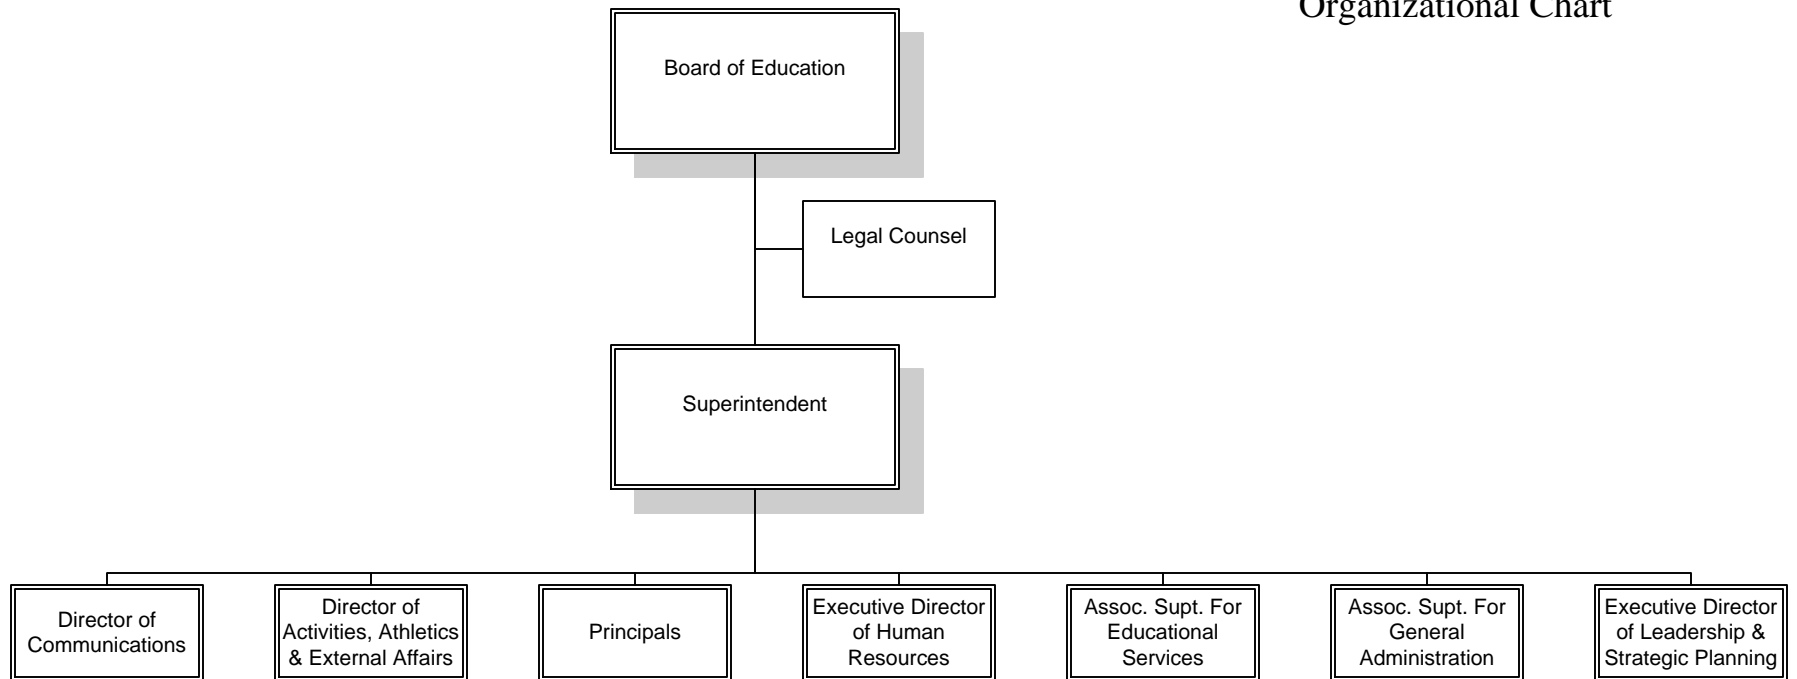 Organizational Chart
Board of Education
Legal Counsel
Superintendent
Director of
Communications
Director of
Activities, Athletics
& External Affairs
Principals
Executive Director
of Human
Resources
Assoc. Supt. For
Educational
Services
Assoc. Supt. For
General
Administration
Executive Director
of Leadership &
Strategic Planning